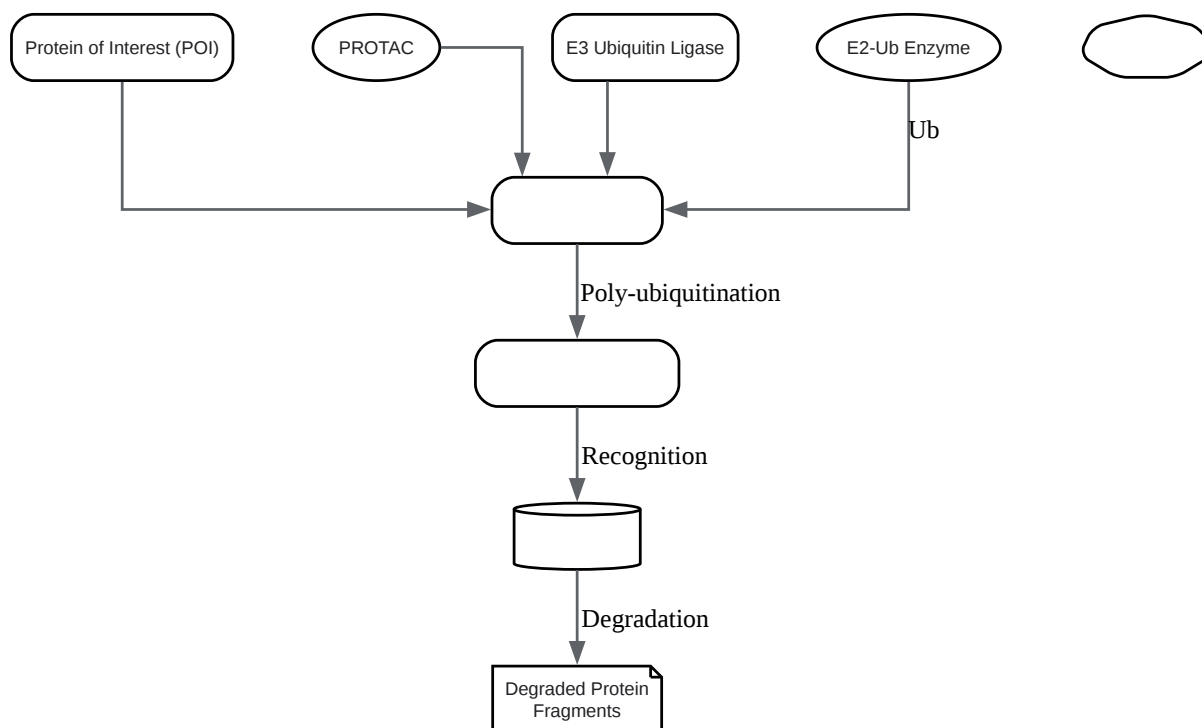 Protein of Interest (POI)
PROTAC
E3 Ubiquitin Ligase
E2-Ub Enzyme
Ub
Poly-ubiquitination
Recognition
Degradation
Degraded Protein
Fragments